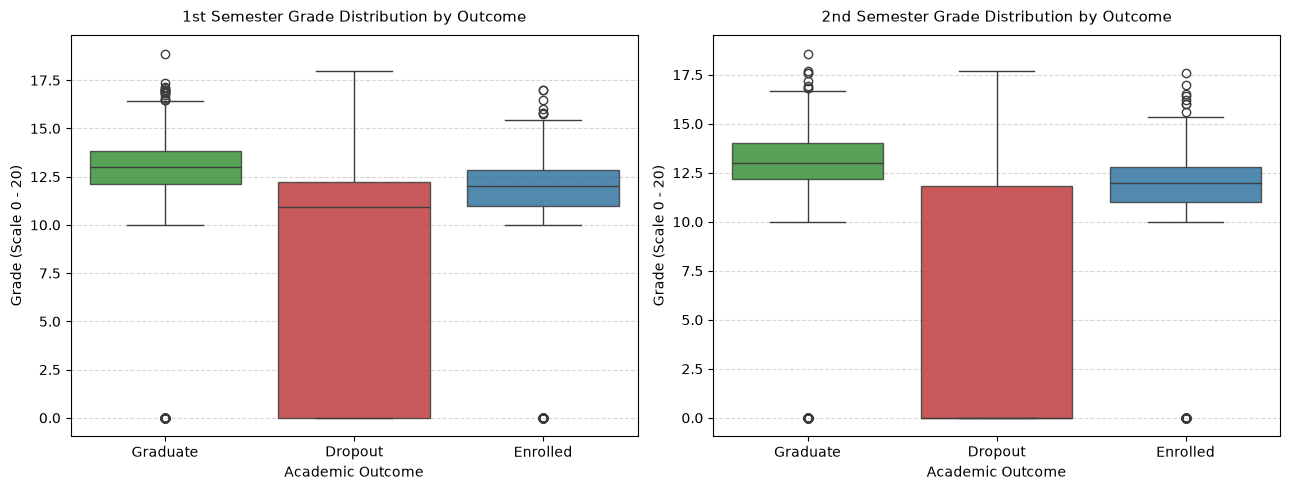 1st Semester Grade Distribution by Outcome
Grade (Scale 0 - 20)
17.5
15.0
12.5
10.0
7.5
5.0
2.5
0.0
Graduate
Dropout
Enrolled
Academic Outcome
2nd Semester Grade Distribution by Outcome
Grade (Scale 0 - 20)
17.5
15.0
12.5
10.0
7.5
5.0
2.5
0.0
Graduate
Dropout
Enrolled
Academic Outcome